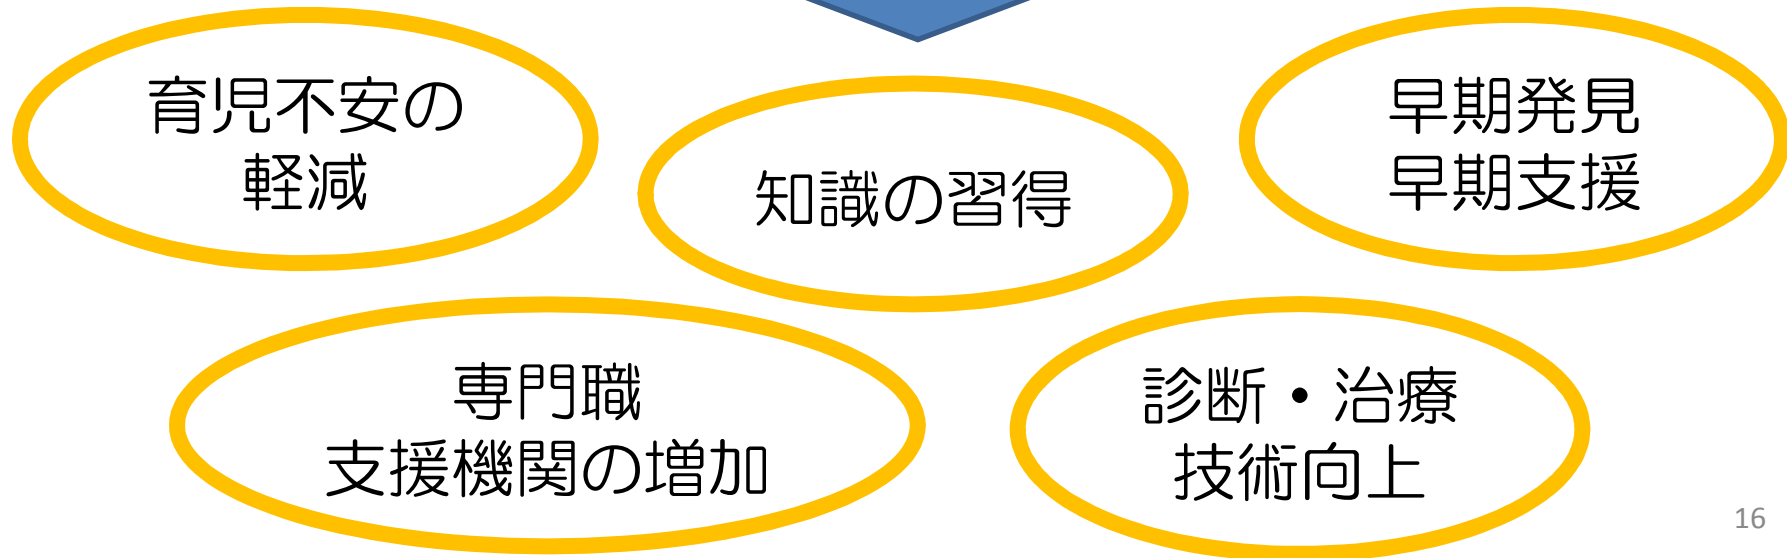 育児不安の
軽減
知識の習得
早期発見
早期支援
専門職
支援機関の増加
診断・治療
技術向上
16